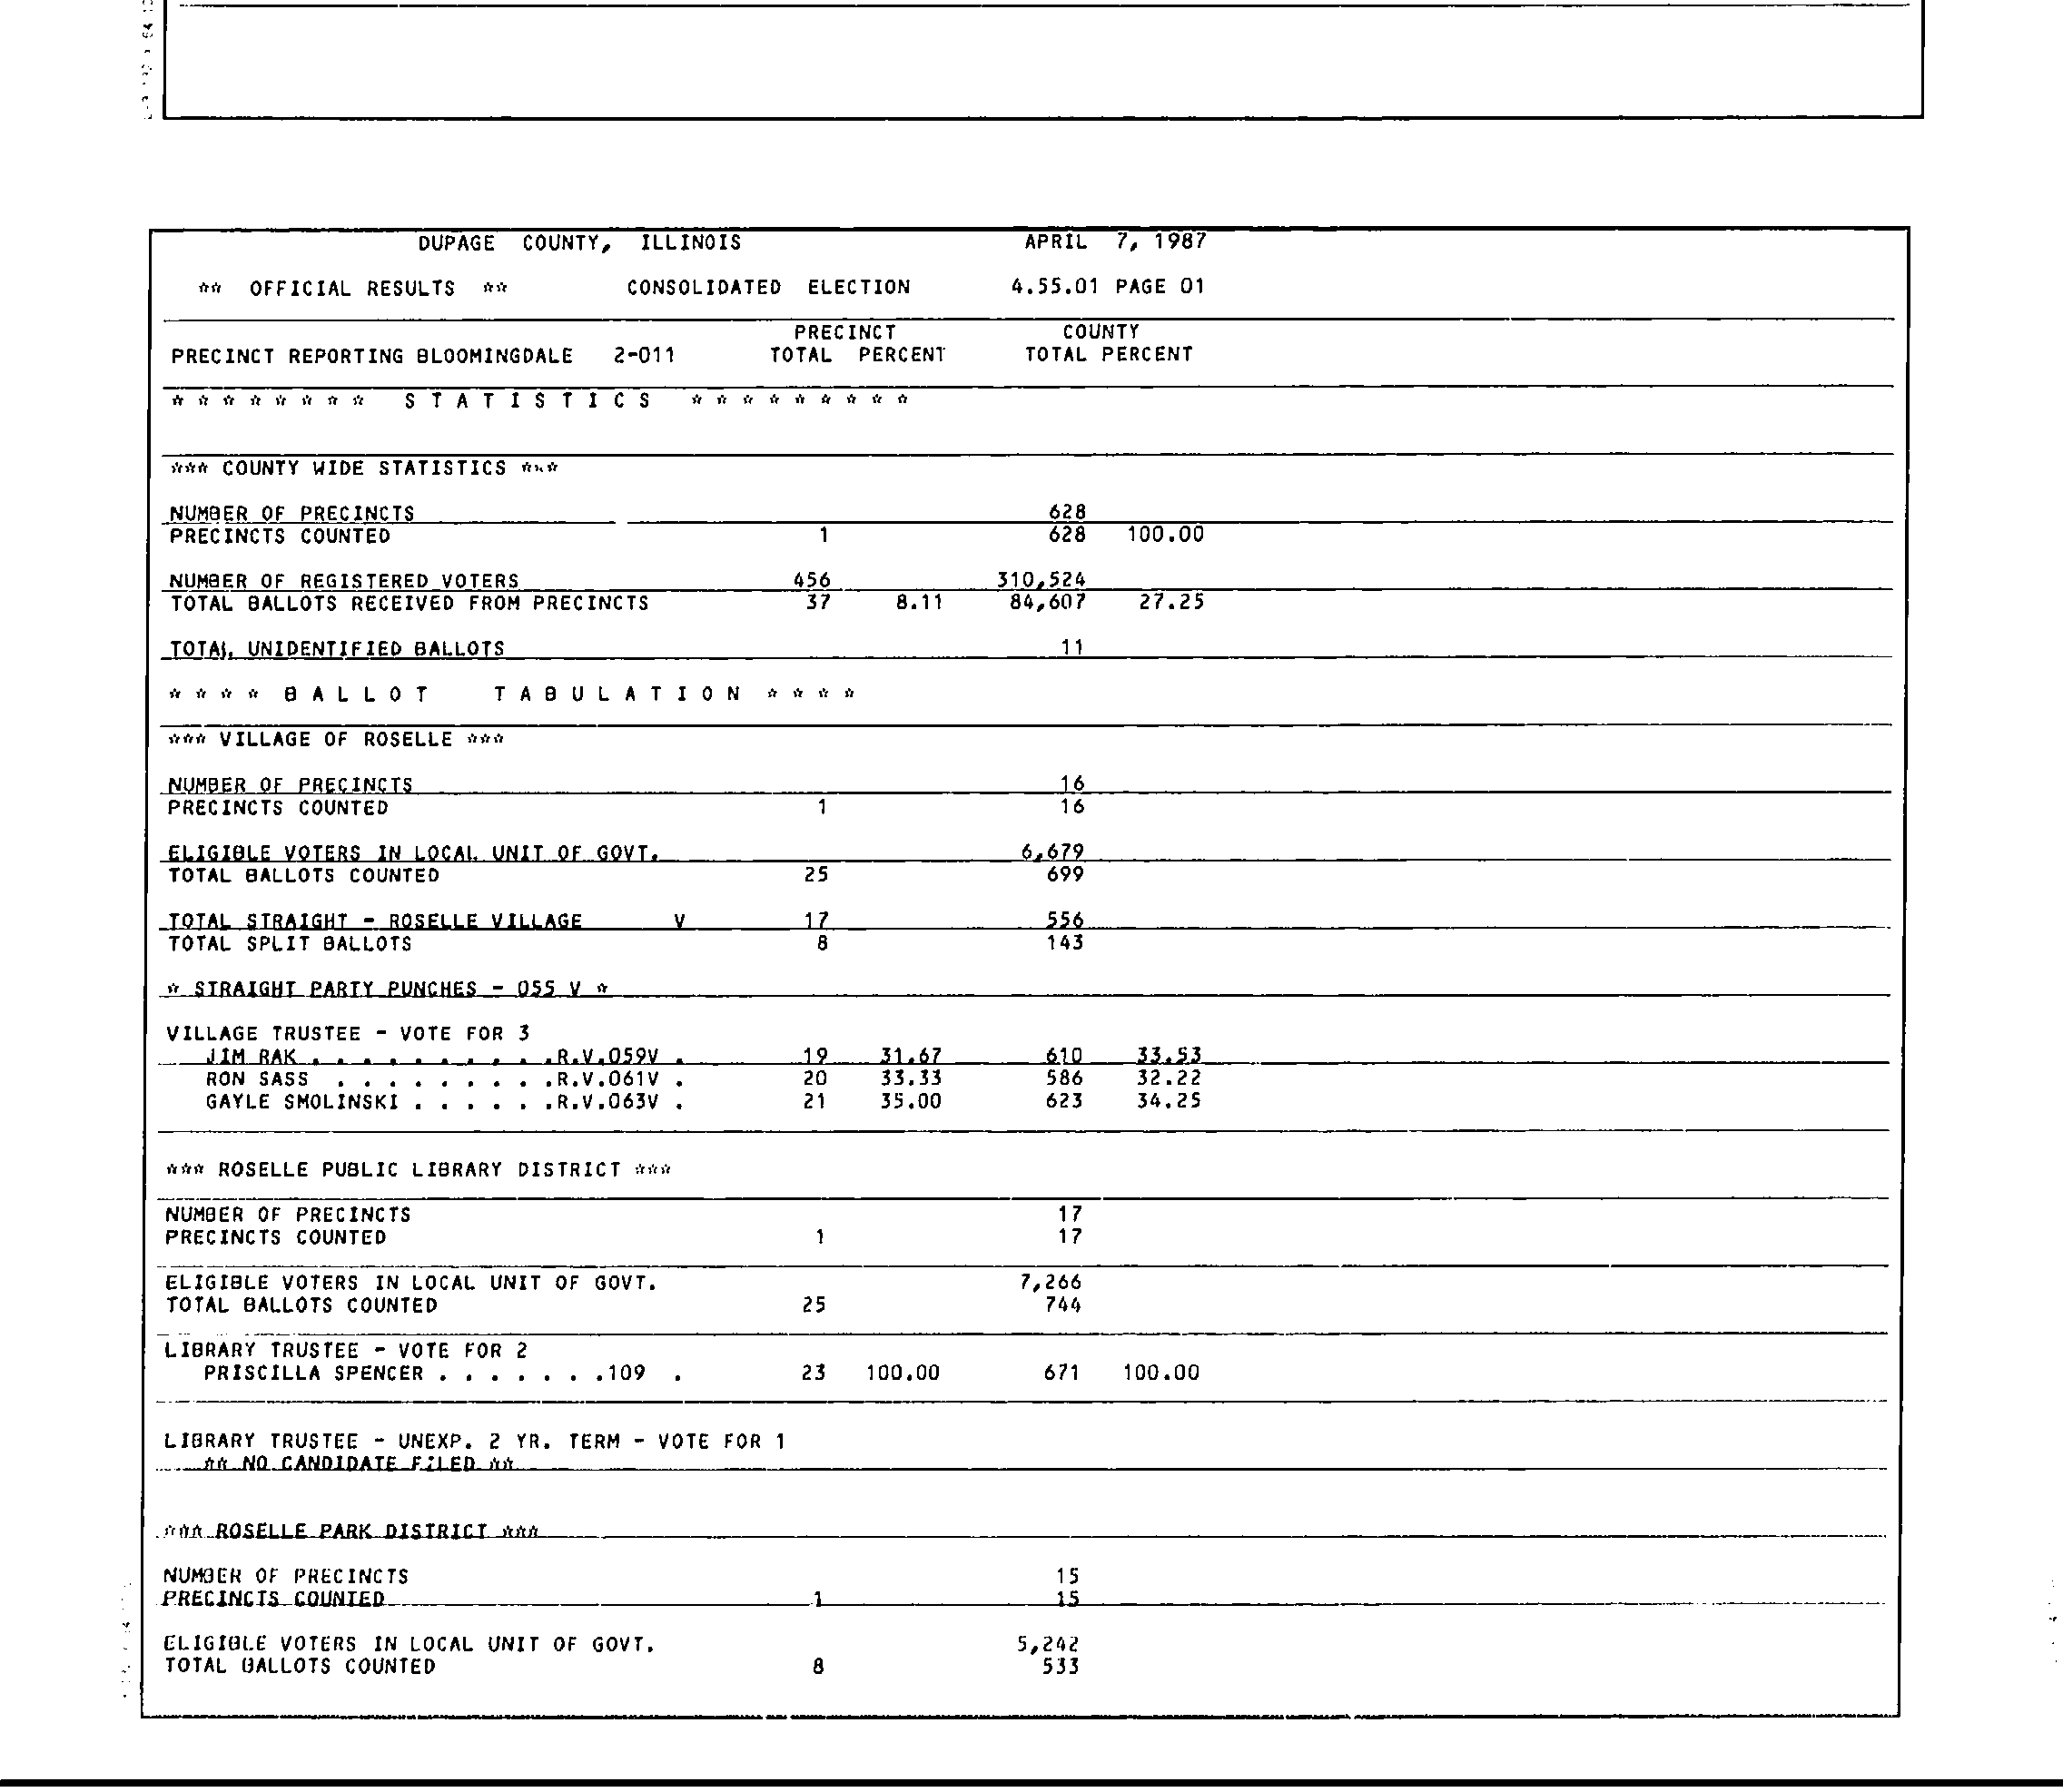 DUPAGE COUNTY, ILLINOIS APRIL 7, 1987
** OFFICIAL RESULTS ** CONSOLIDATED ELECTION 4.55.01 PAGE 01
PRECINCT COUNTY
PRECINCT REPORTING BLOOMINGDALE 2-011 TOTAL PERCENT TOTAL PERCENT
* * * * * * * * S T A T I S T I C S * * * * * * * * *
*** COUNTY WIDE STATISTICS ***
NUMBER OF PRECINCTS 628
PRECINCTS COUNTED 1 628 100.00
NUMBER OF REGISTERED VOTERS 456 310,524
TOTAL BALLOTS RECEIVED FROM PRECINCTS 37 8.11 84,607 27.25
TOTAL UNIDENTIFIED BALLOTS 11
* * * * B A L L O T T A B U L A T I O N * * * *
*** VILLAGE OF ROSELLE ***
NUMBER OF PRECINCTS 16
PRECINCTS COUNTED 1 16
ELIGIBLE VOTERS IN LOCAL UNIT OF GOVT. 6,679
TOTAL BALLOTS COUNTED 25 699
TOTAL STRAIGHT - ROSELLE VILLAGE V 17 556
TOTAL SPLIT BALLOTS 8 143
* STRAIGHT PARTY PUNCHES - 055 V *
VILLAGE TRUSTEE - VOTE FOR 3
JIM RAK . . . . . . . . . .R.V.059V . 19 31.67 610 33.53
RON SASS . . . . . . . . .R.V.061V . 20 33.33 586 32.22
GAYLE SMOLINSKI . . . . . .R.V.063V . 21 35.00 623 34.25
*** ROSELLE PUBLIC LIBRARY DISTRICT ***
NUMBER OF PRECINCTS 17
PRECINCTS COUNTED 1 17
ELIGIBLE VOTERS IN LOCAL UNIT OF GOVT. 7,266
TOTAL BALLOTS COUNTED 25 744
LIBRARY TRUSTEE - VOTE FOR 2
PRISCILLA SPENCER . . . . . . .109 . 23 100.00 671 100.00
LIBRARY TRUSTEE - UNEXP. 2 YR. TERM - VOTE FOR 1
** NO CANDIDATE FILED **
*** ROSELLE PARK DISTRICT ***
NUMBER OF PRECINCTS 15
PRECINCTS COUNTED 1 15
ELIGIBLE VOTERS IN LOCAL UNIT OF GOVT. 5,242
TOTAL BALLOTS COUNTED 8 533